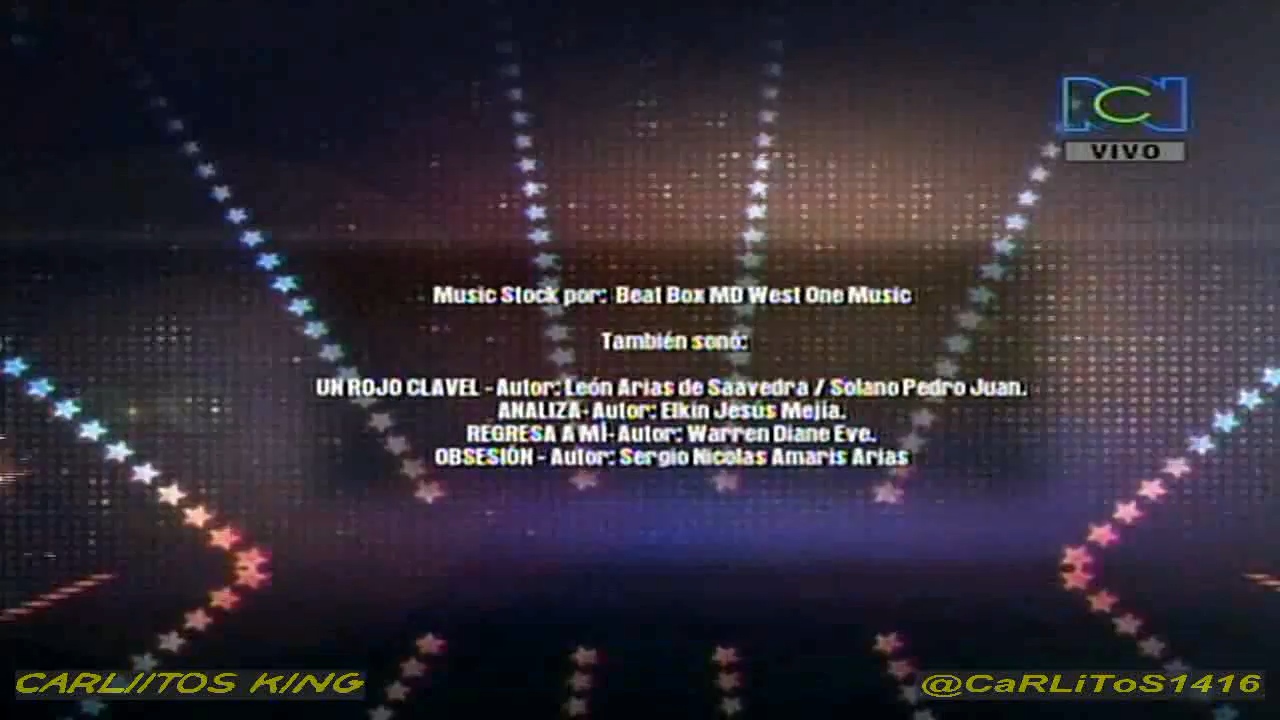 RCN
VIVO
Music Stock por: Beat Box MD West One Music
También sonó:
UN ROJO CLAVEL - Autor: León Arias de Saavedra / Solano Pedro Juan.
ANALIZA- Autor: Elkin Jesús Mejía.
REGRESA A MÌ- Autor: Warren Diane Eve.
OBSESIÓN - Autor: Sergio Nicolas Amaris Arias
CARLIITOS KING
@CaRLiToS1416